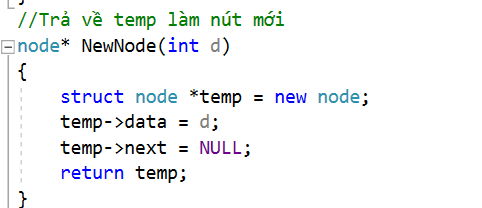 //Trả về temp làm nút mới
node* NewNode(int d)
{
struct node *temp = new node;
temp->data = d;
temp->next = NULL;
return temp;
}